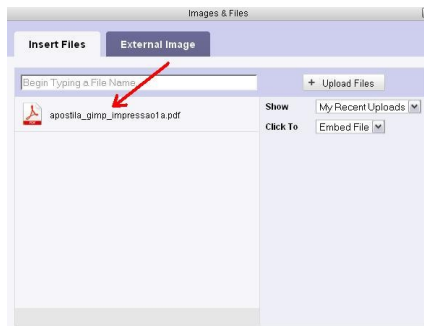 Images & Files
Insert Files
External Image
Begin Typing a File Name
+ Upload Files
apostila_gimp_impressao1a.pdf
Show
My Recent Uploads
Click To
Embed File